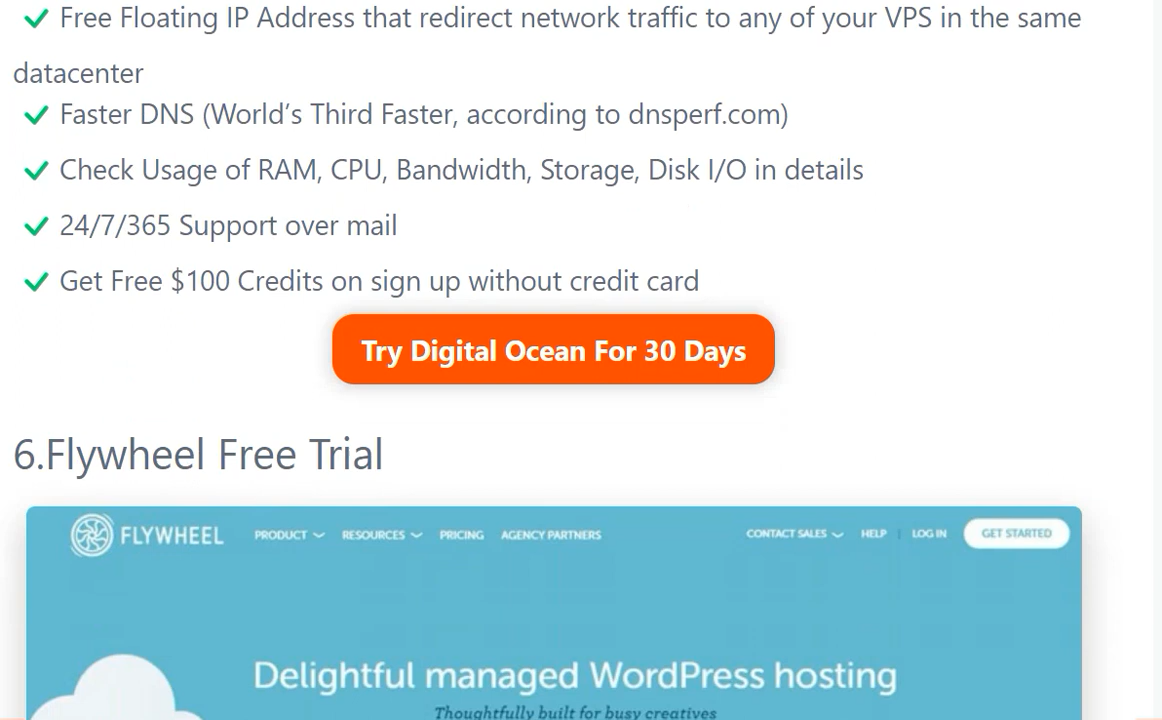 Free Floating IP Address that redirect network traffic to any of your VPS in the same
datacenter
Faster DNS (World’s Third Faster, according to dnsperf.com)
Check Usage of RAM, CPU, Bandwidth, Storage, Disk I/O in details
24/7/365 Support over mail
Get Free $100 Credits on sign up without credit card
Try Digital Ocean For 30 Days
6.Flywheel Free Trial
FLYWHEEL PRODUCT RESOURCES PRICING AGENCY PARTNERS CONTACT SALES HELP | LOG IN GET STARTED
Delightful managed WordPress hosting
Thoughtfully built for busy creatives